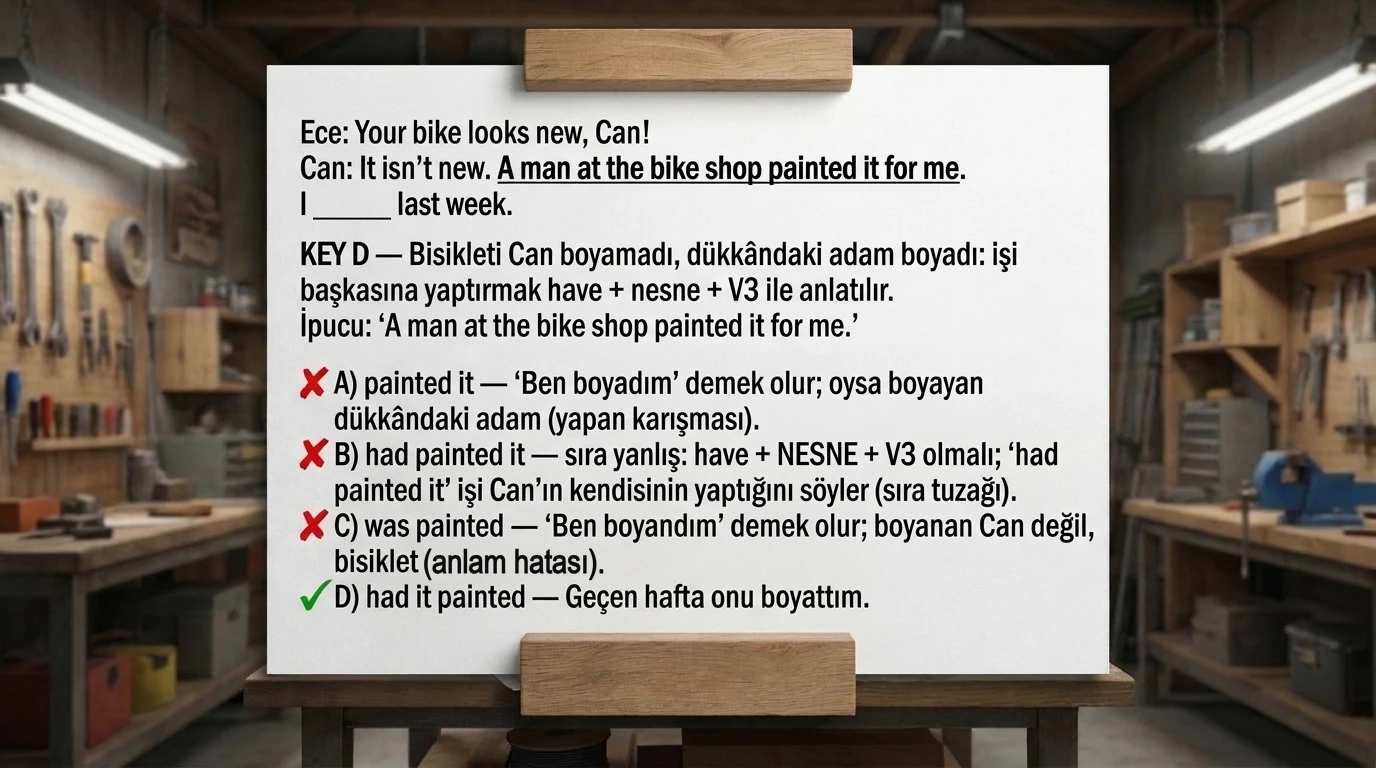 Ece: Your bike looks new, Can!
Can: It isn’t new. A man at the bike shop painted it for me.
I ______ last week.
KEY D — Bisikleti Can boyamadı, dükkândaki adam boyadı: işi
başkasına yaptırmak have + nesne + V3 ile anlatılır.
İpucu: ‘A man at the bike shop painted it for me.’
✘ A) painted it — ‘Ben boyadım’ demek olur; oysa boyayan
dükkândaki adam (yapan karışması).
✘ B) had painted it — sıra yanlış: have + NESNE + V3 olmalı; ‘had
painted it’ işi Can’ın kendisinin yaptığını söyler (sıra tuzağı).
✘ C) was painted — ‘Ben boyandım’ demek olur; boyanan Can değil,
bisiklet (anlam hatası).
✓ D) had it painted — Geçen hafta onu boyattım.